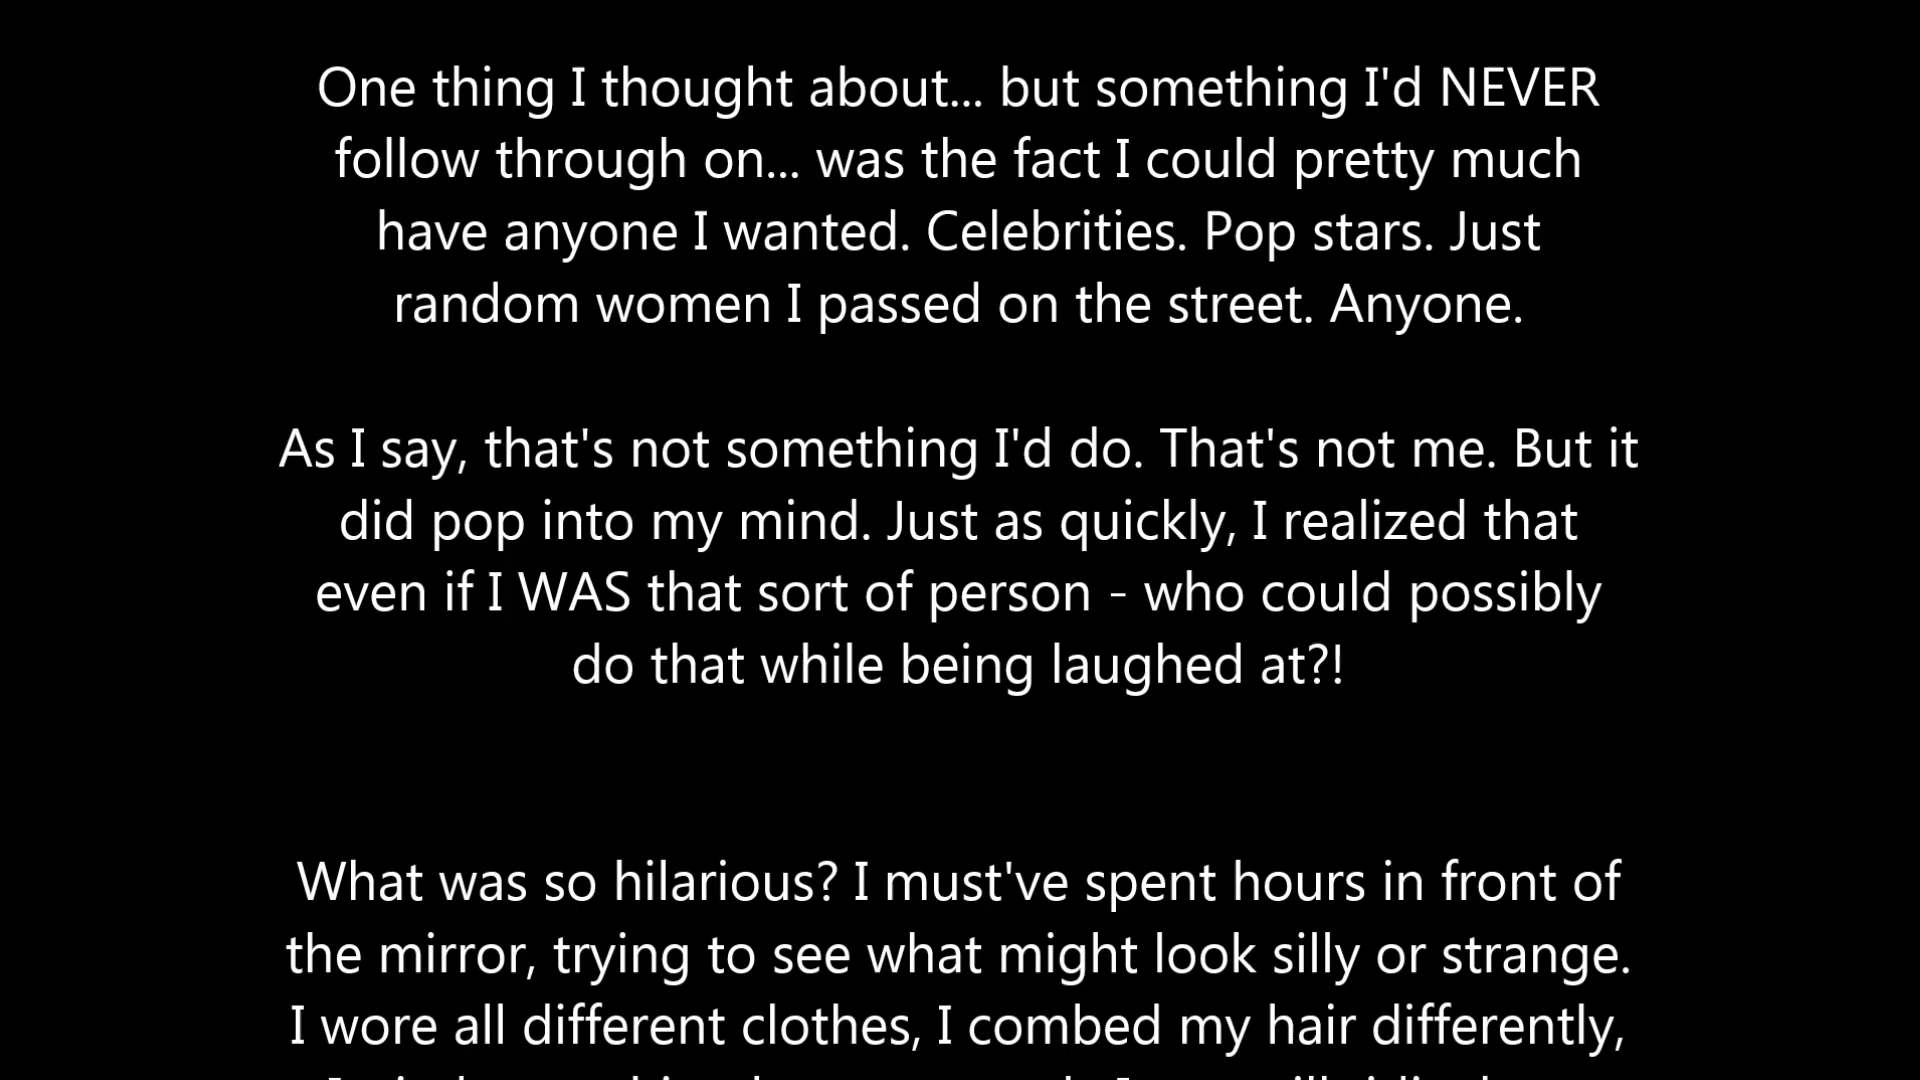 One thing I thought about... but something I'd NEVER
follow through on... was the fact I could pretty much
have anyone I wanted. Celebrities. Pop stars. Just
random women I passed on the street. Anyone.
As I say, that's not something I'd do. That's not me. But it
did pop into my mind. Just as quickly, I realized that
even if I WAS that sort of person - who could possibly
do that while being laughed at?!
What was so hilarious? I must've spent hours in front of
the mirror, trying to see what might look silly or strange.
I wore all different clothes, I combed my hair differently,